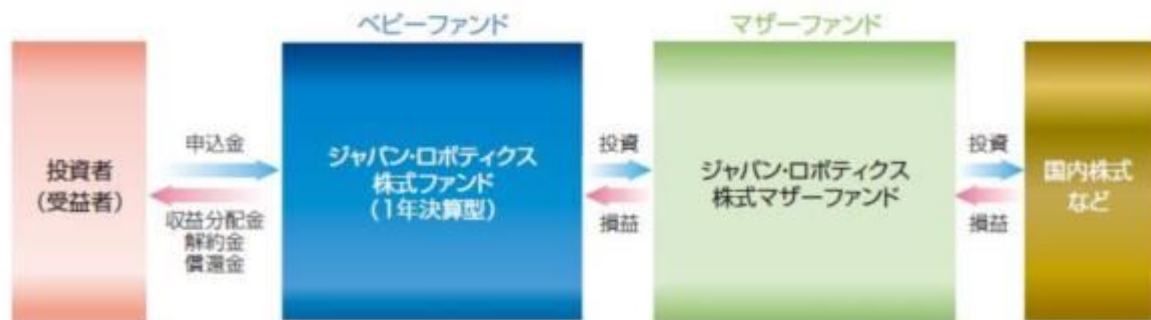 ベビーファンド
マザーファンド
投資者
(受益者)
申込金
収益分配金
解約金
償還金
ジャパン・ロボティクス
株式ファンド
(1年決算型)
投資
損益
ジャパン・ロボティクス
株式マザーファンド
投資
損益
国内株式
など